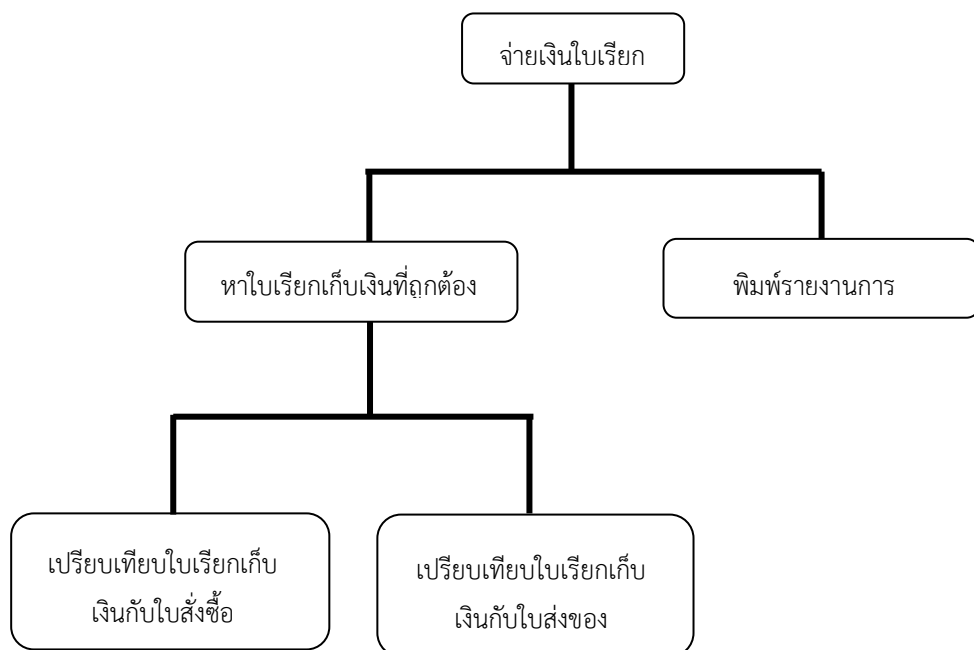 จ่ายเงินใบเรียก
หาใบเรียกเก็บเงินที่ถูกต้อง
พิมพ์รายงานการ
เปรียบเทียบใบเรียกเก็บ
เงินกับใบสั่งซื้อ
เปรียบเทียบใบเรียกเก็บ
เงินกับใบส่งของ